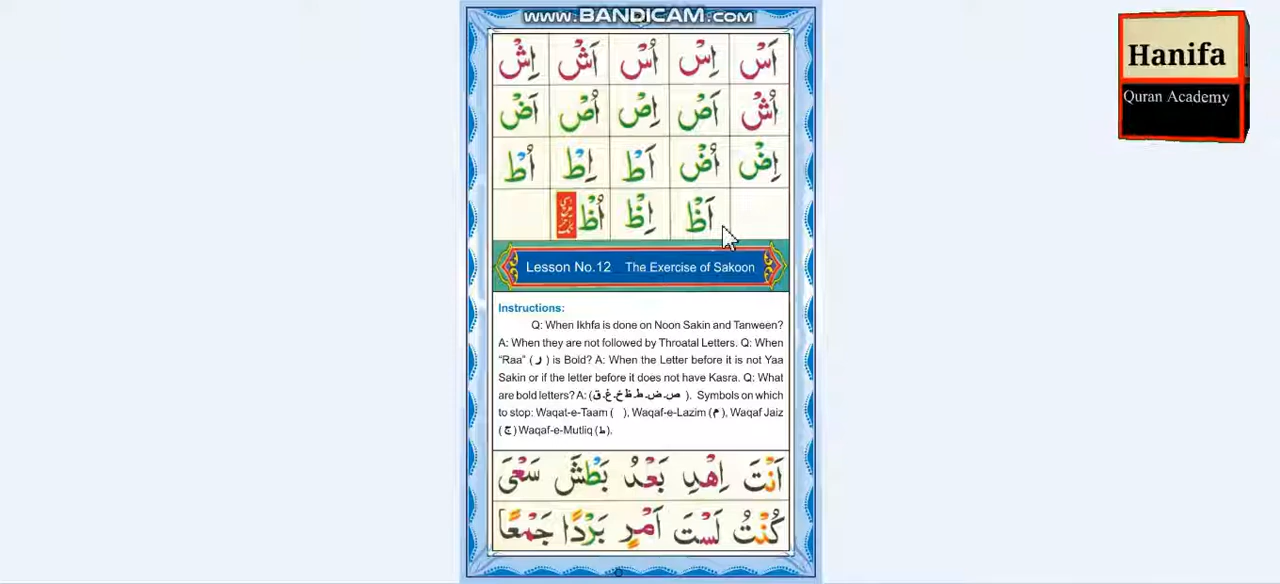 www.BANDICAM.com
Hanifa
Quran Academy
اَسْ اِسْ اُسْ اَشْ اِشْ
اُشْ اَصْ اِصْ اُصْ اَضْ
اِضْ اُضْ اَطْ اِطْ اُطْ
اَظْ اِظْ اُظْ
Lesson No.12 The Exercise of Sakoon
Instructions:
Q: When Ikhfa is done on Noon Sakin and Tanween?
A: When they are not followed by Throatal Letters. Q: When
"Raa" ( ر ) is Bold? A: When the Letter before it is not Yaa
Sakin or if the letter before it does not have Kasra. Q: What
are bold letters? A: ( ص۔ض۔ط۔ظ۔خ۔غ۔ق ). Symbols on which
to stop: Waqat-e-Taam ( ), Waqaf-e-Lazim (م), Waqaf Jaiz
(ج) Waqaf-e-Mutliq (ط).
اَنْتَ اِهْدِ بَعْدُ بَطْشَ سَعْیَ
كُنْتُ لَسْتَ اَمْرٍ بَرْدًا جَمْعًا